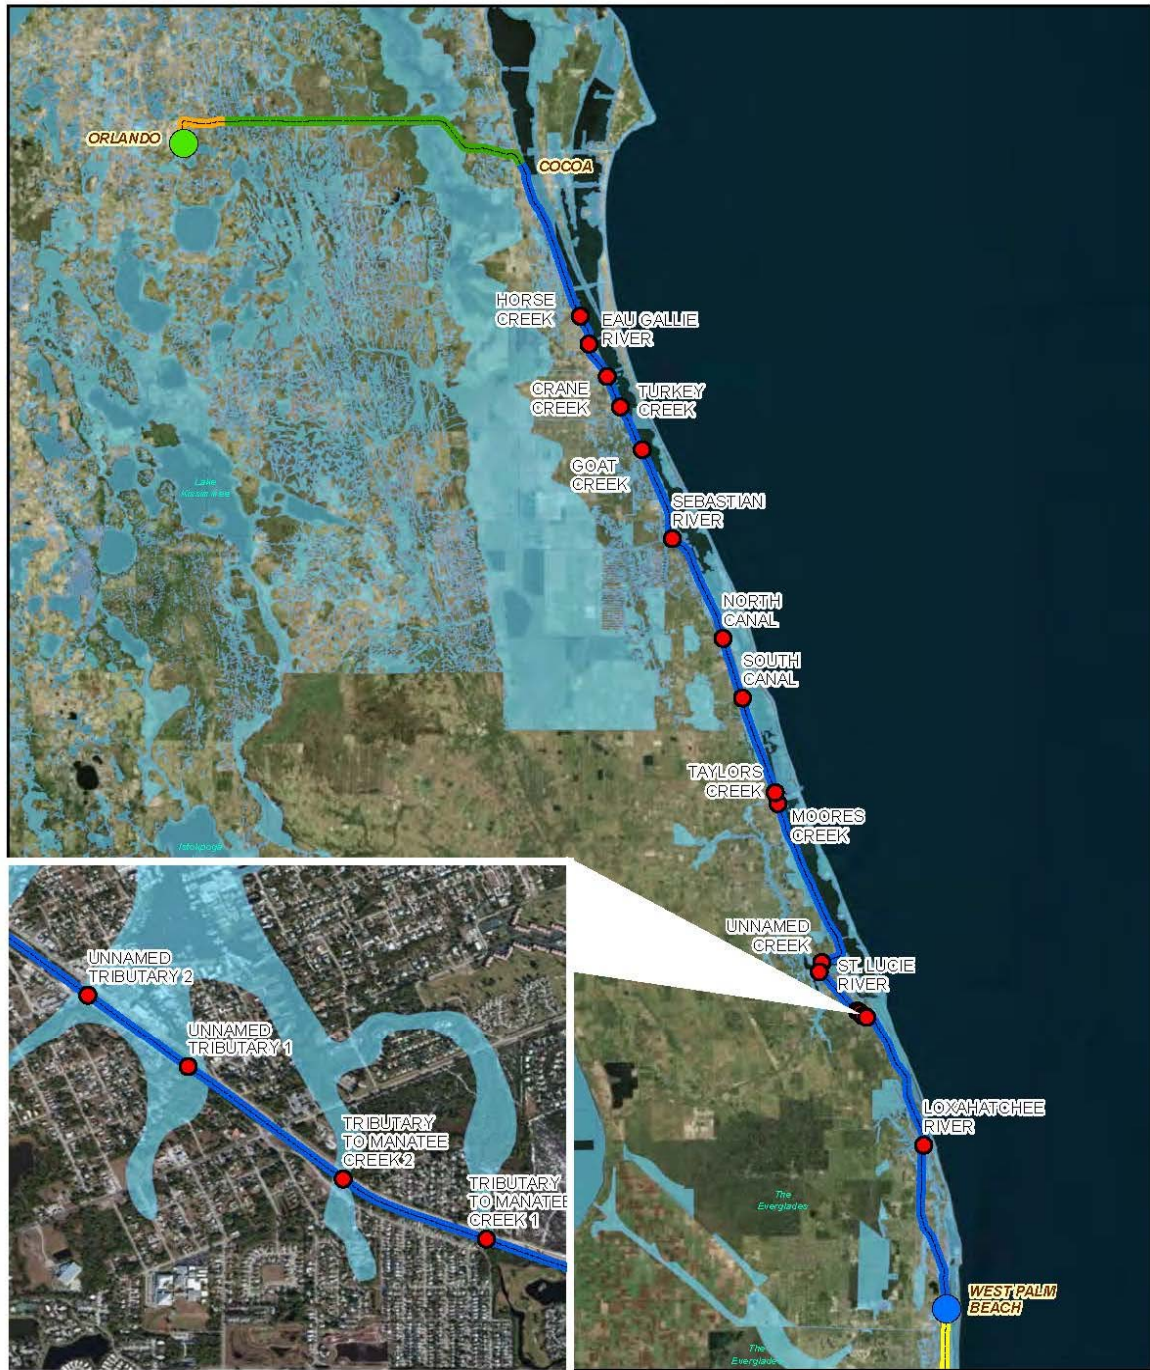 ORLANDO
COCOA
HORSE
CREEK
EAU GALLIE
RIVER
CRANE
CREEK
TURKEY
CREEK
GOAT
CREEK
Lake
Kissimmee
SEBASTIAN
RIVER
NORTH
CANAL
SOUTH
CANAL
TAYLORS
CREEK
MOORES
CREEK
Istokpoga
UNNAMED
CREEK
ST. LUCIE
RIVER
UNNAMED
TRIBUTARY 2
UNNAMED
TRIBUTARY 1
TRIBUTARY
TO MANATEE
CREEK 2
TRIBUTARY
TO MANATEE
CREEK 1
LOXAHATCHEE
RIVER
The
Everglades
WEST PALM
BEACH
The
Everglades